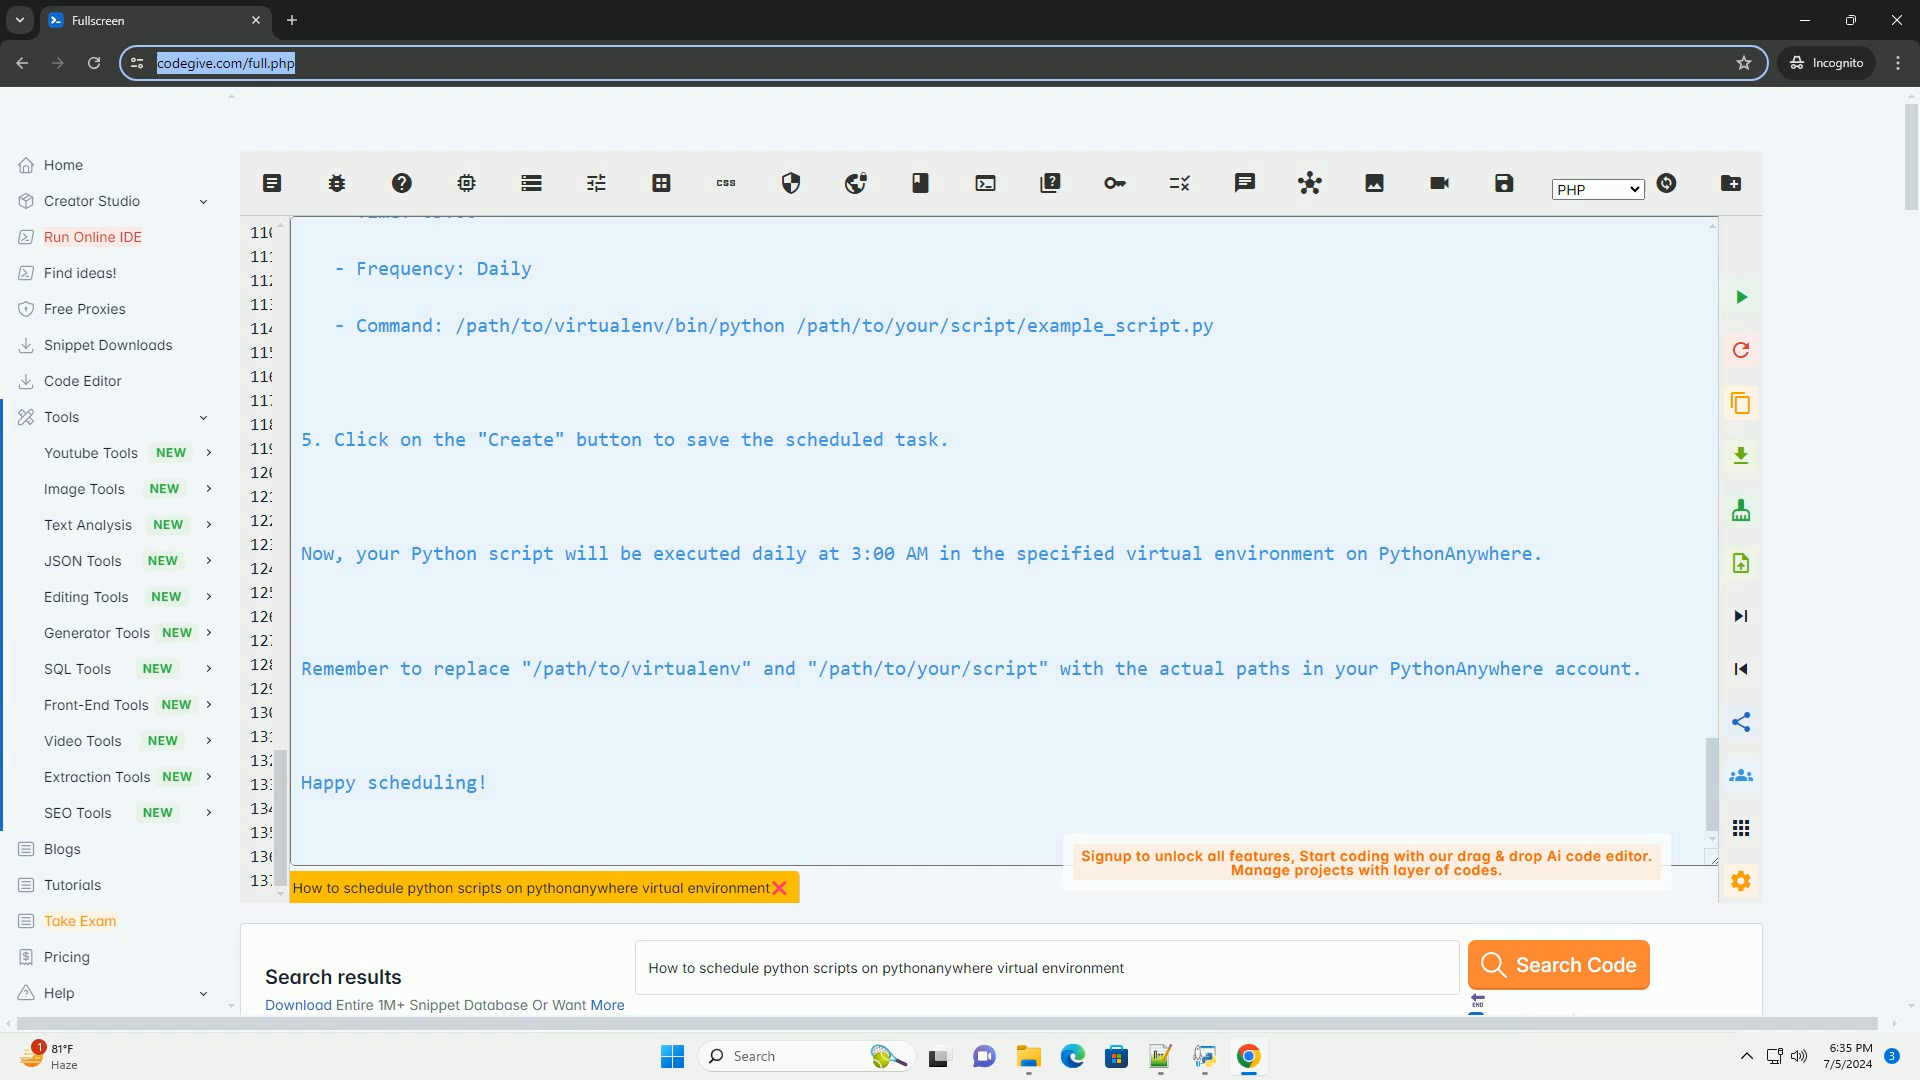 Fullscreen
codegive.com/full.php
Incognito
Home
Creator Studio
Run Online IDE
Find ideas!
Free Proxies
Snippet Downloads
Code Editor
Tools
Youtube Tools NEW
Image Tools NEW
Text Analysis NEW
JSON Tools NEW
Editing Tools NEW
Generator Tools NEW
SQL Tools NEW
Front-End Tools NEW
Video Tools NEW
Extraction Tools NEW
SEO Tools NEW
Blogs
Tutorials
Take Exam
Pricing
Help
css
PHP
- Frequency: Daily
- Command: /path/to/virtualenv/bin/python /path/to/your/script/example_script.py
5. Click on the "Create" button to save the scheduled task.
Now, your Python script will be executed daily at 3:00 AM in the specified virtual environment on PythonAnywhere.
Remember to replace "/path/to/virtualenv" and "/path/to/your/script" with the actual paths in your PythonAnywhere account.
Happy scheduling!
Signup to unlock all features, Start coding with our drag & drop Ai code editor.
Manage projects with layer of codes.
How to schedule python scripts on pythonanywhere virtual environment
Search results
Download Entire 1M+ Snippet Database Or Want More
How to schedule python scripts on pythonanywhere virtual environment
Search Code
END
1
81°F
Haze
Search
6:35 PM
7/5/2024
3